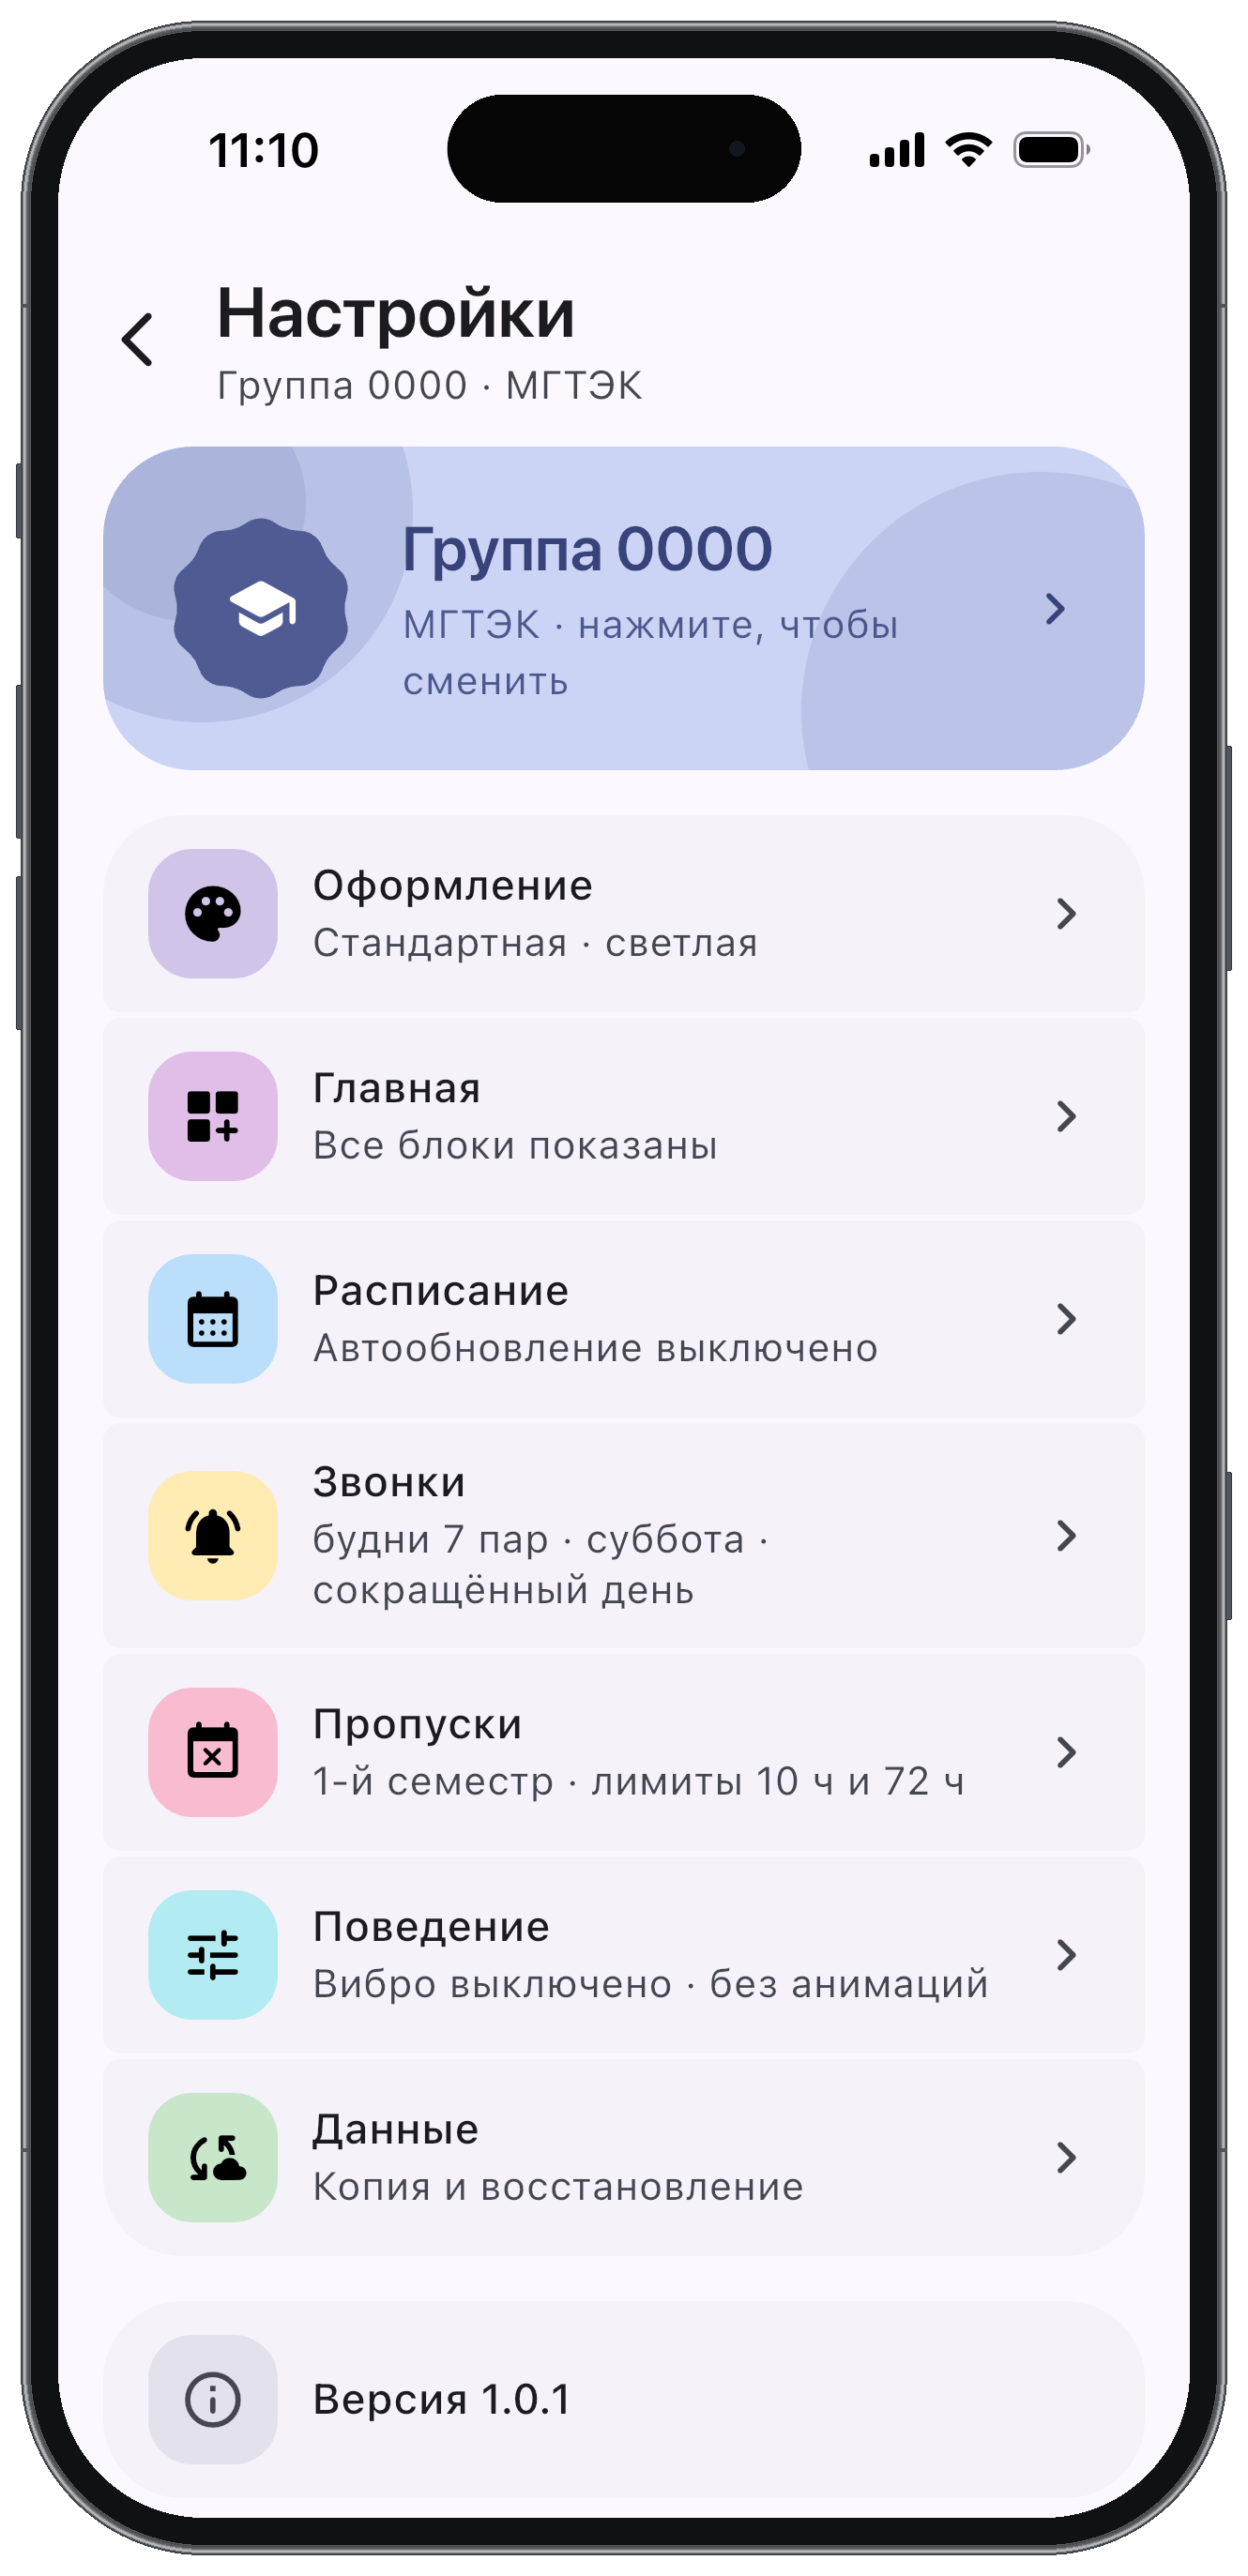 11:10
Настройки
Группа 0000 · МГТЭК
Группа 0000
МГТЭК · нажмите, чтобы
сменить
Оформление
Стандартная · светлая
Главная
Все блоки показаны
Расписание
Автообновление выключено
Звонки
будни 7 пар · суббота ·
сокращённый день
Пропуски
1-й семестр · лимиты 10 ч и 72 ч
Поведение
Вибро выключено · без анимаций
Данные
Копия и восстановление
Версия 1.0.1